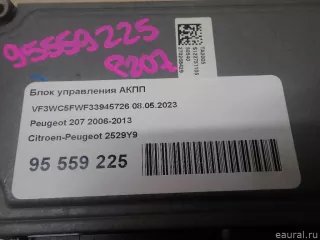 95559225
P207
Блок управления АКПП
VF3WC5FWF33945726 08.05.2023
Peugeot 207 2006-2013
Citroen-Peugeot 2529Y9
95 559 225
eaural.ru